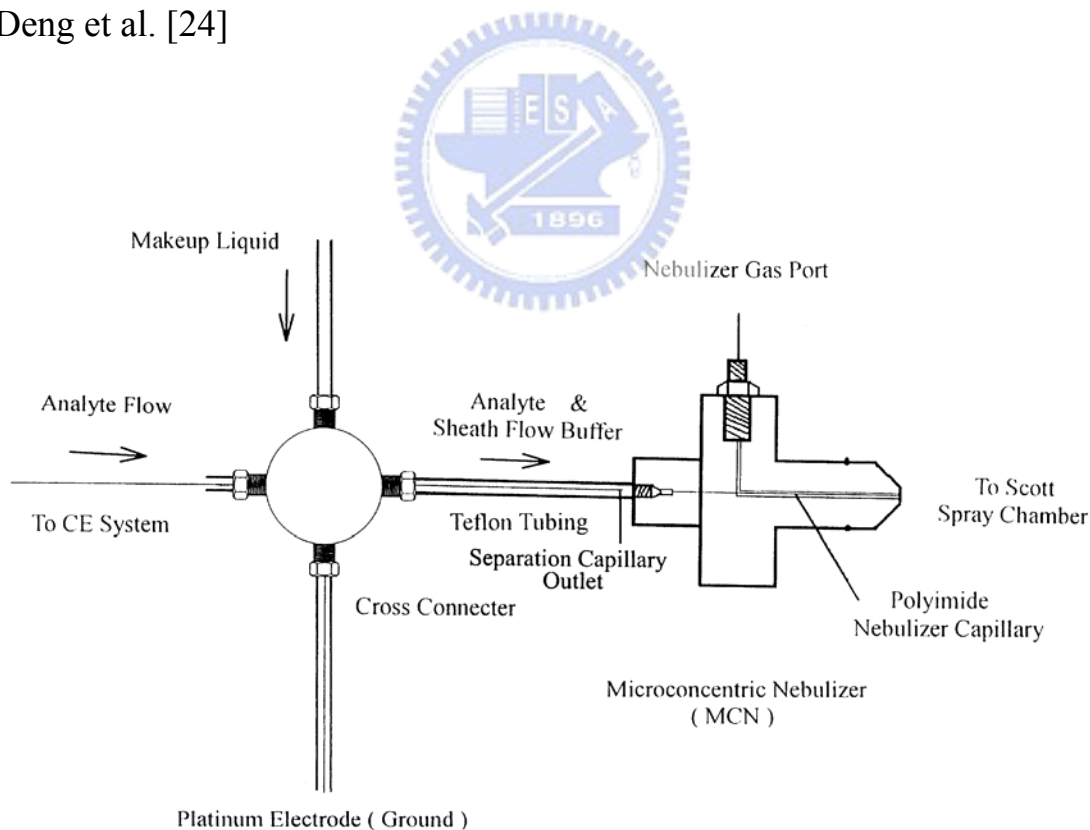 Deng et al. [24]
E S A
1896
Makeup Liquid
Nebulizer Gas Port
Analyte Flow
Analyte &
Sheath Flow Buffer
To CE System
Teflon Tubing
Separation Capillary
Outlet
To Scott
Spray Chamber
Cross Connecter
Polyimide
Nebulizer Capillary
Microconcentric Nebulizer
( MCN )
Platinum Electrode ( Ground )